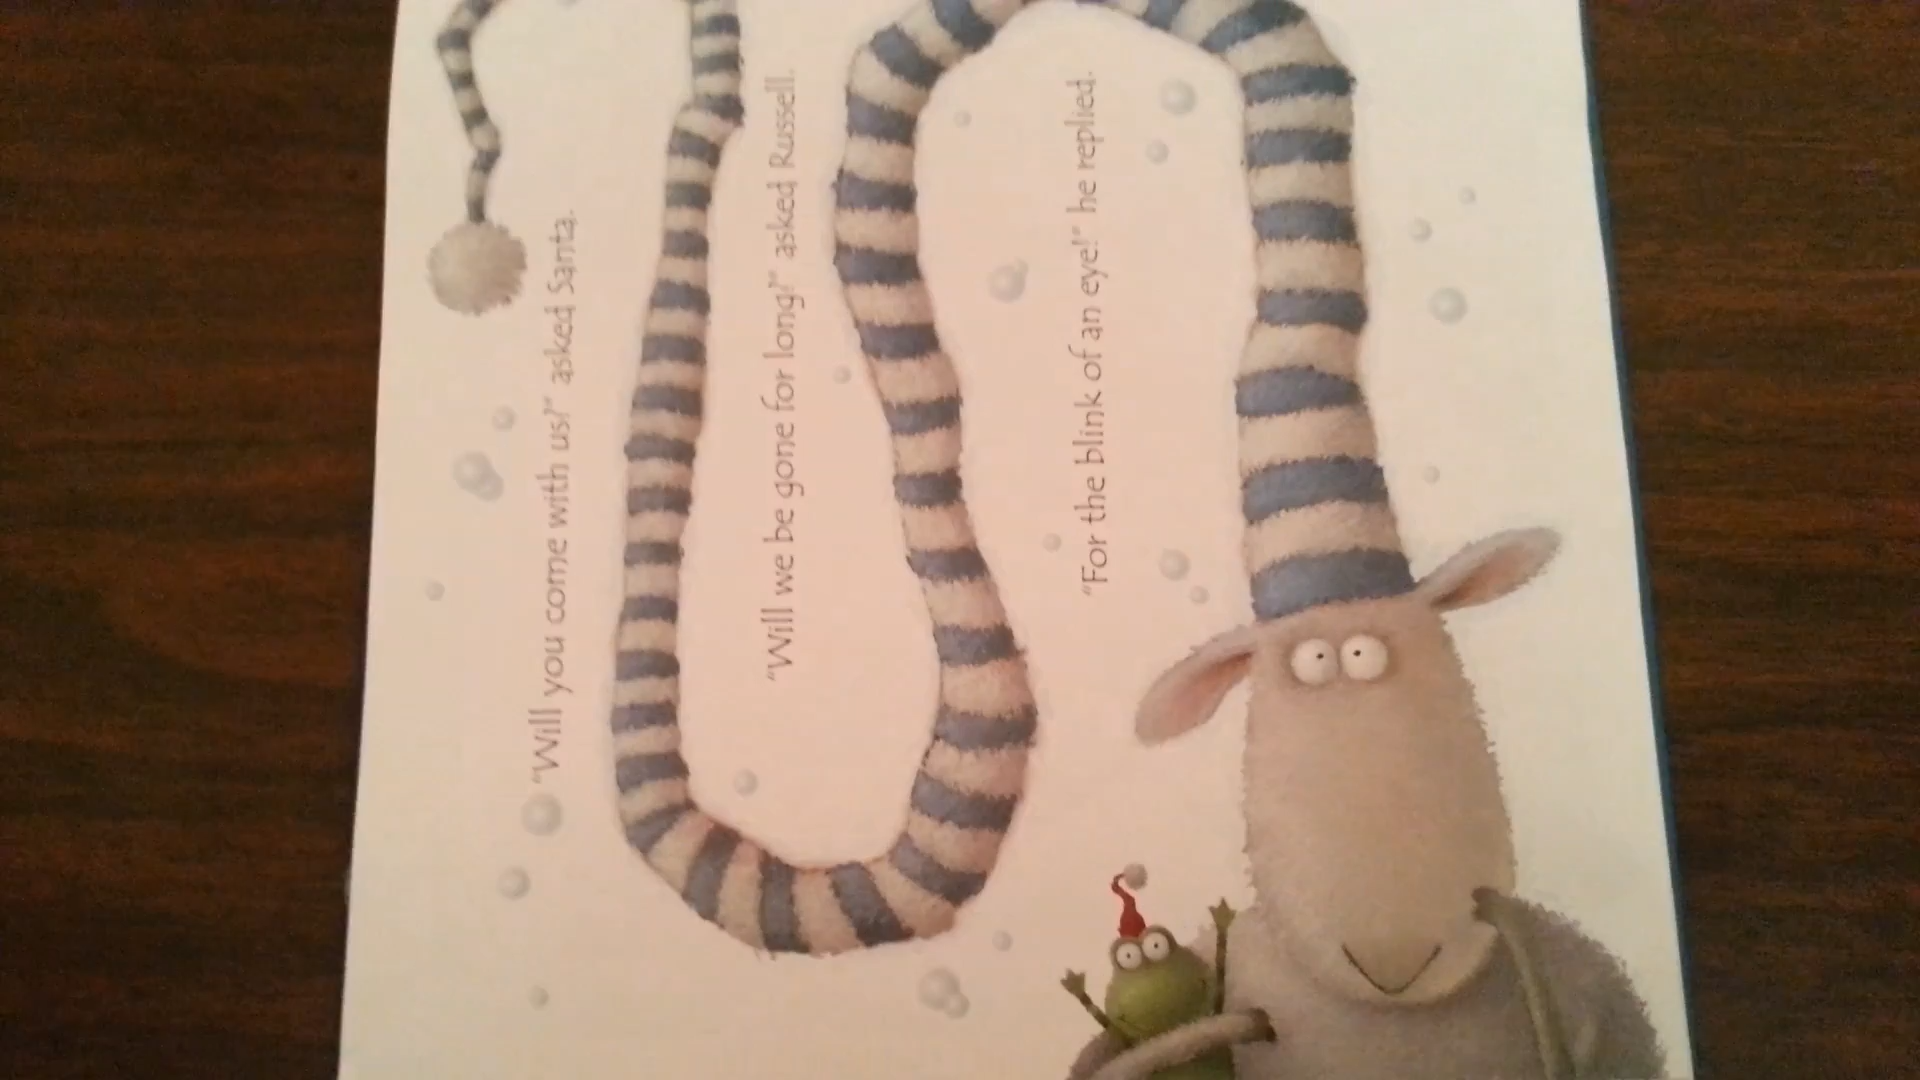 "Will you come with us?" asked Santa.
"Will we be gone for long?" asked Russell.
"For the blink of an eye!" he replied.